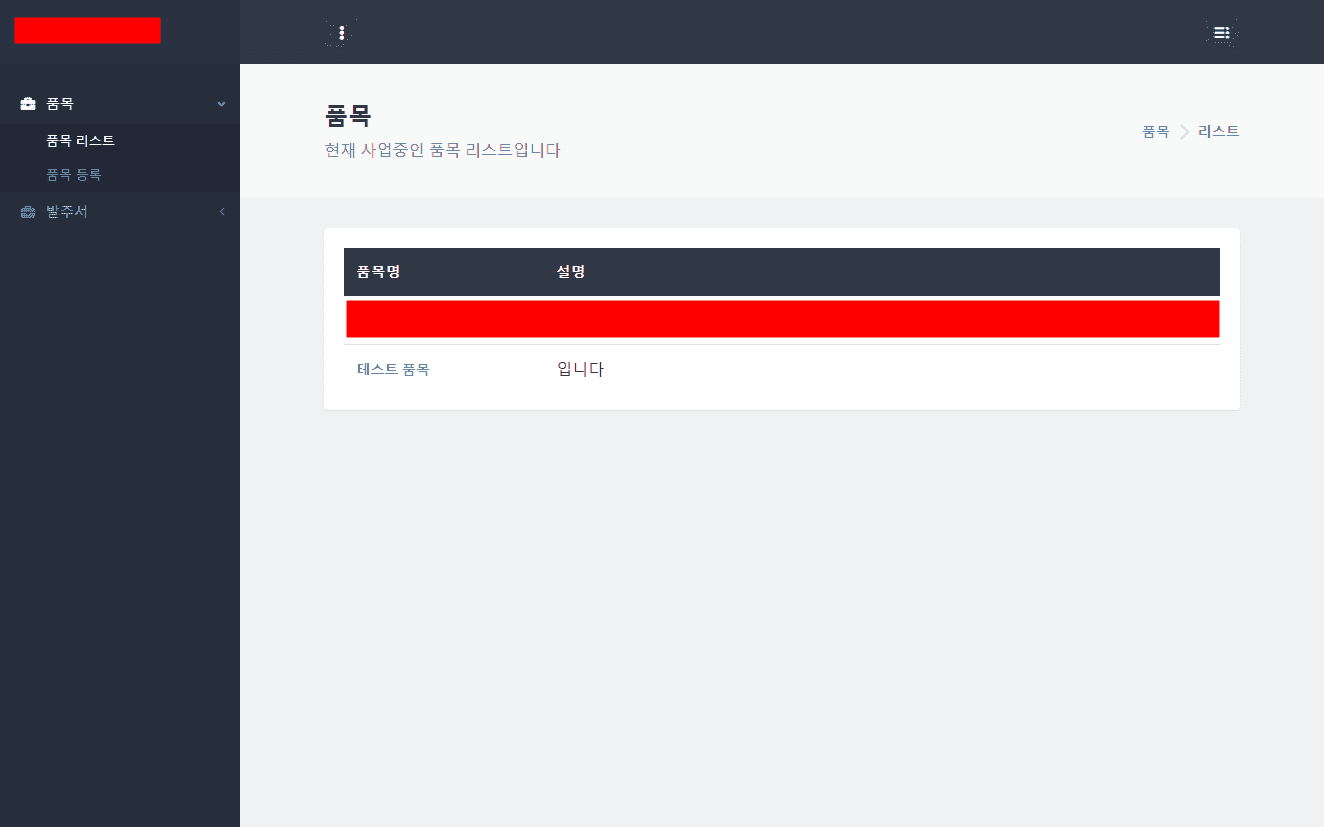 품목
품목 리스트
품목 등록
발주서
품목
현재 사업중인 품목 리스트입니다
품목 리스트
품목명 설명
테스트 품목 입니다